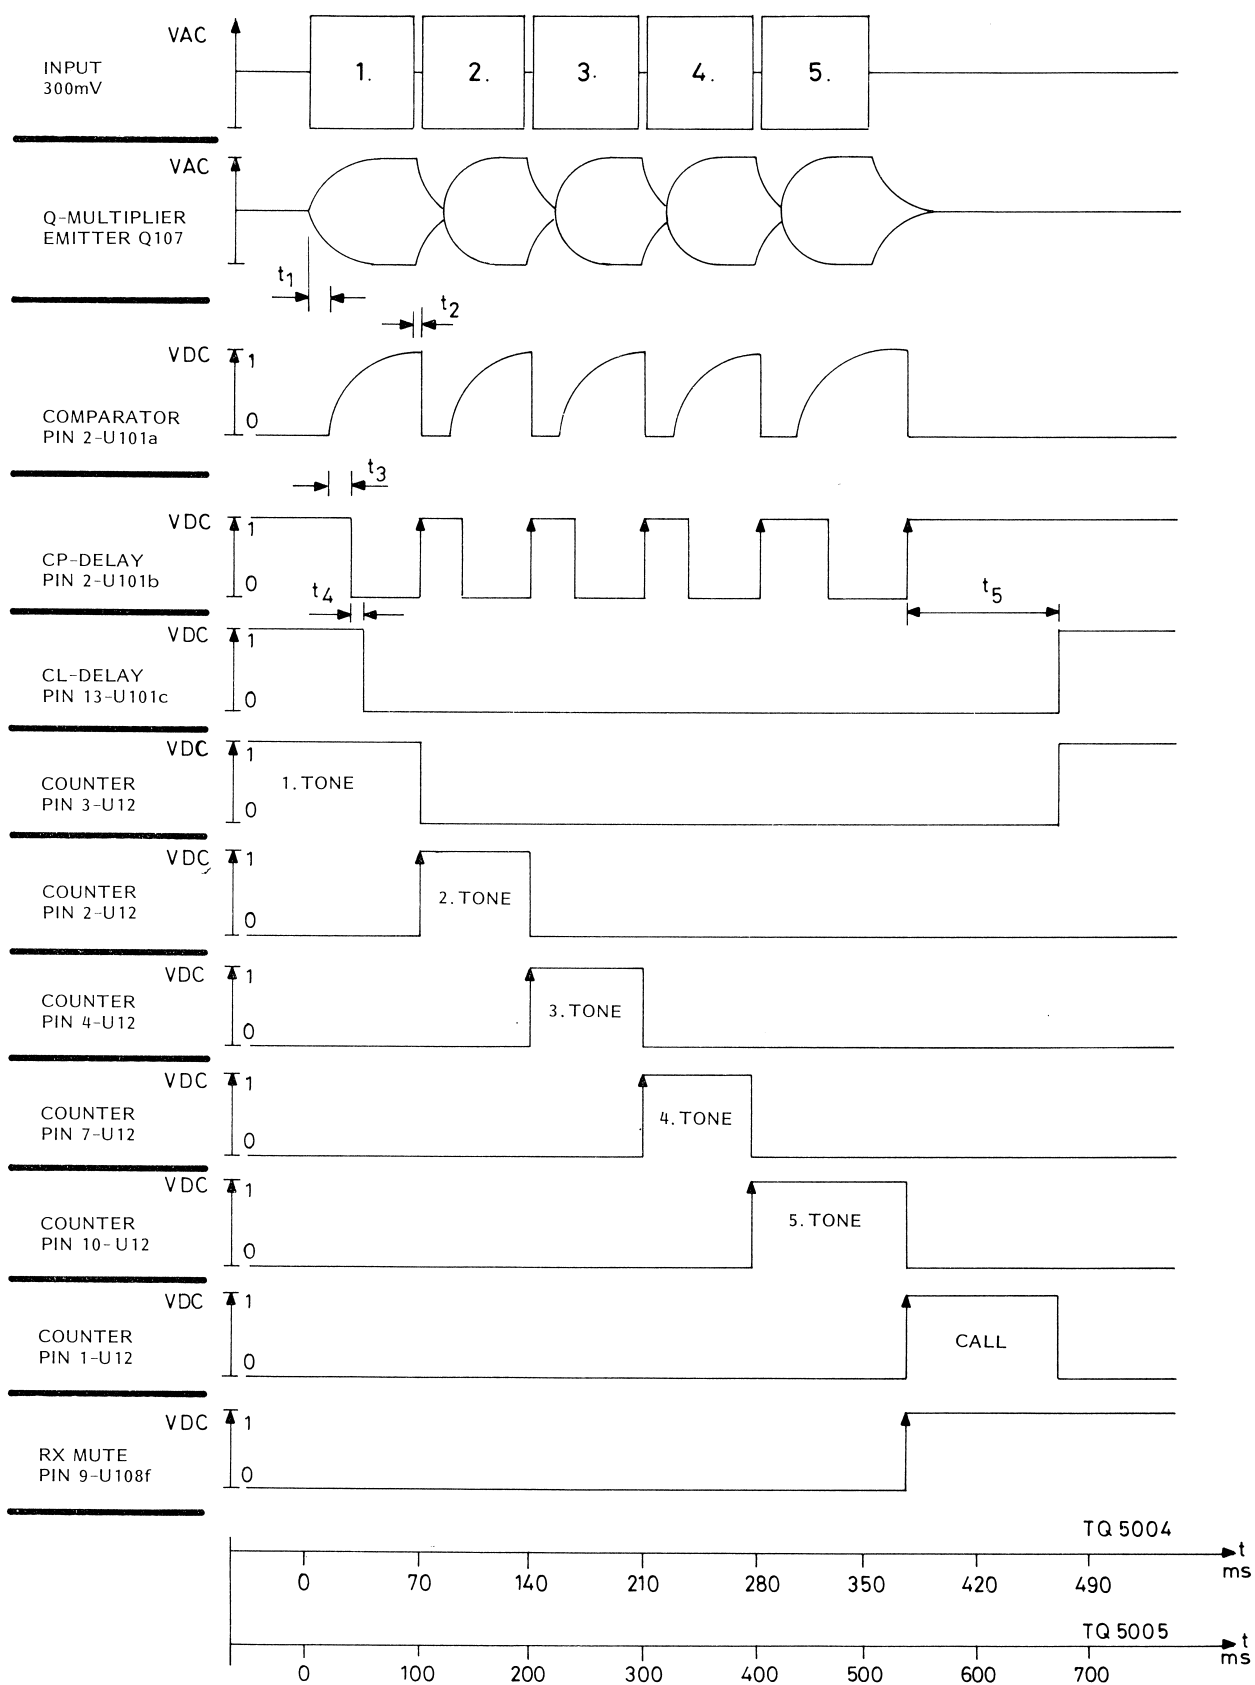 VAC
INPUT
300mV
1. 2. 3. 4. 5.
VAC
Q-MULTIPLIER
EMITTER Q107
t1
t2
VDC 1
COMPARATOR 0
PIN 2-U101a
t3
VDC 1
CP-DELAY
PIN 2-U101b 0
t4
t5
VDC 1
CL-DELAY
PIN 13-U101c 0
VDC 1
COUNTER 1. TONE
PIN 3-U12 0
VDC 1
COUNTER 2. TONE
PIN 2-U12 0
VDC 1
COUNTER 3. TONE
PIN 4-U12 0
VDC 1
COUNTER 4. TONE
PIN 7-U12 0
VDC 1
COUNTER 5. TONE
PIN 10-U12 0
VDC 1
COUNTER CALL
PIN 1-U12 0
VDC 1
RX MUTE
PIN 9-U108f 0
TQ 5004
t
ms
0 70 140 210 280 350 420 490
TQ 5005
t
ms
0 100 200 300 400 500 600 700